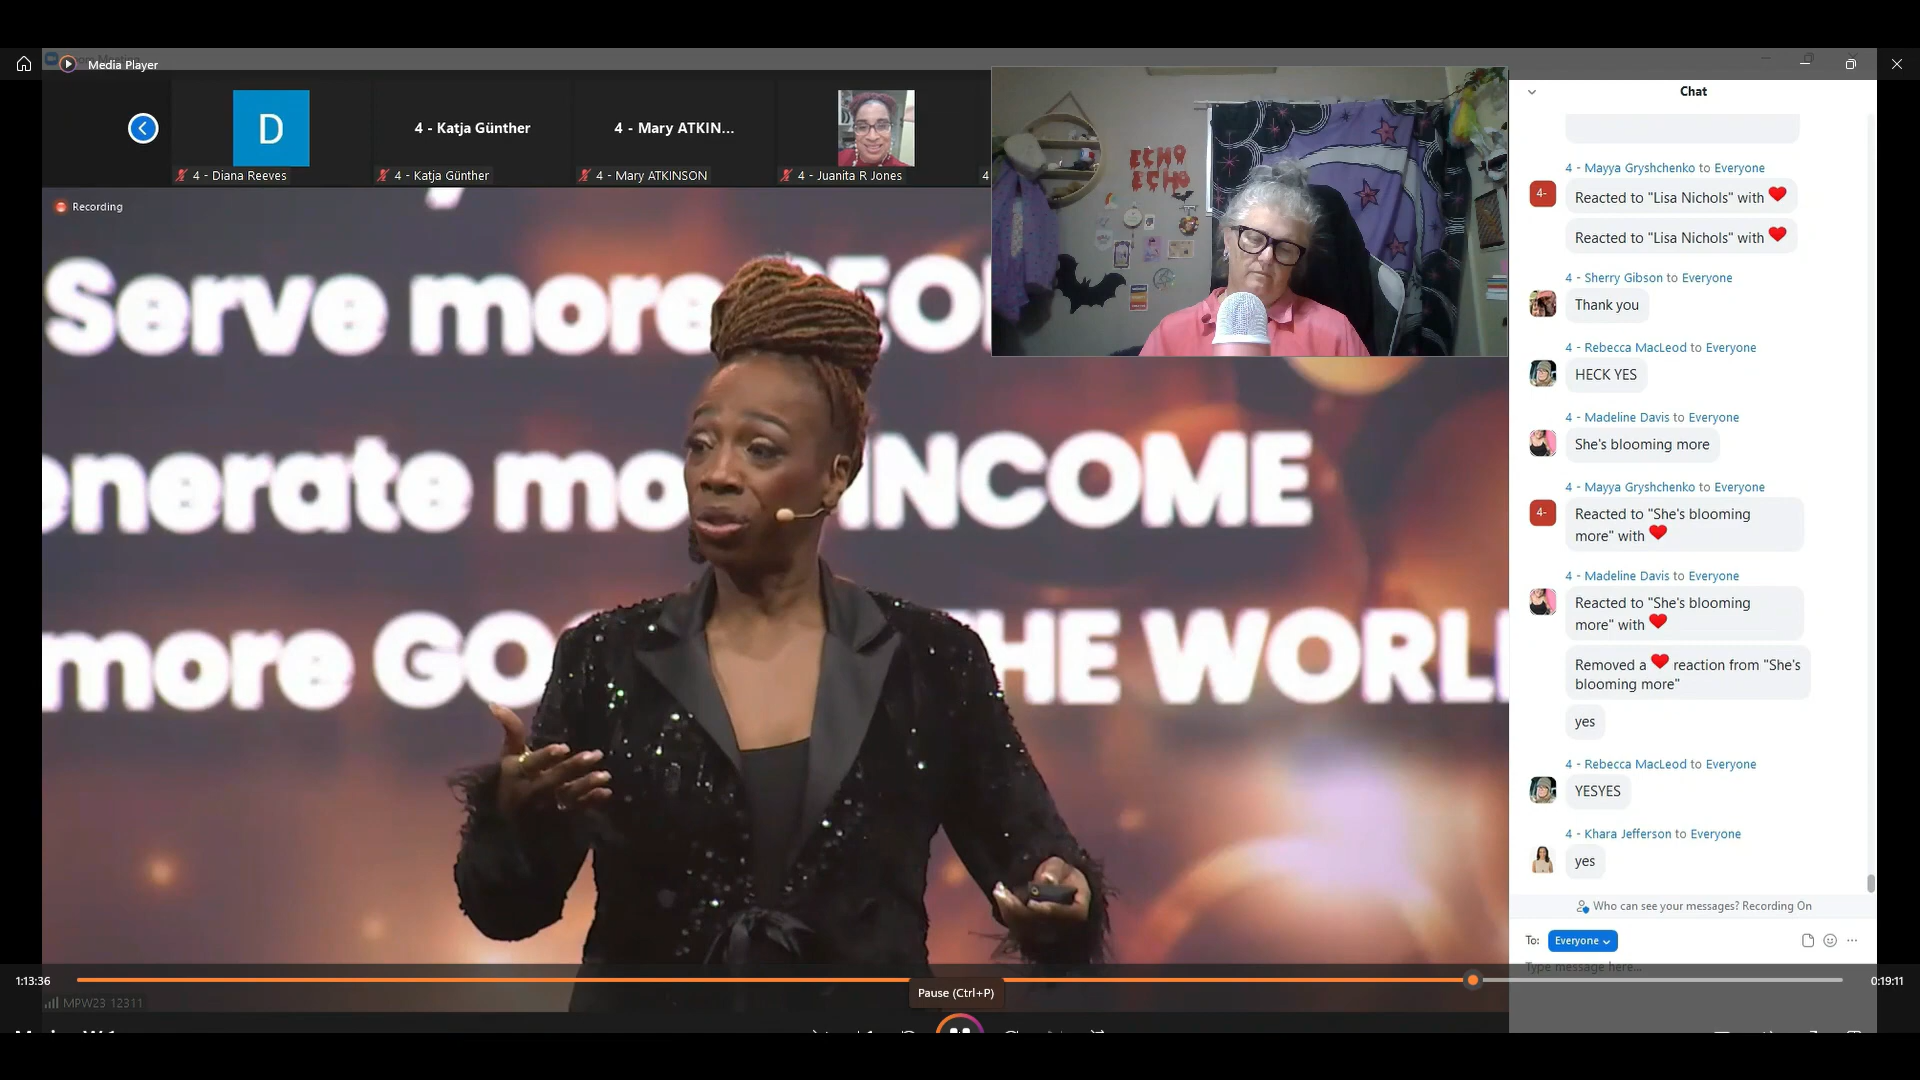 Media Player
D
4 - Diana Reeves
4 - Katja Günther
4 - Katja Günther
4 - Mary ATKIN...
4 - Mary ATKINSON
4 - Juanita R Jones
4
Recording
ECHO
ECHO
Serve more
INCOME
more
THE WORL
Chat
4 - Mayya Gryshchenko to Everyone
4-
Reacted to "Lisa Nichols" with ❤️
Reacted to "Lisa Nichols" with ❤️
4 - Sherry Gibson to Everyone
Thank you
4 - Rebecca MacLeod to Everyone
HECK YES
4 - Madeline Davis to Everyone
She's blooming more
4 - Mayya Gryshchenko to Everyone
4-
Reacted to "She's blooming
more" with ❤️
4 - Madeline Davis to Everyone
Reacted to "She's blooming
more" with ❤️
Removed a ❤️ reaction from "She's
blooming more"
yes
4 - Rebecca MacLeod to Everyone
YESYES
4 - Khara Jefferson to Everyone
yes
Who can see your messages? Recording On
To: Everyone
Type message here...
1:13:36
0:19:11
Pause (Ctrl+P)
MPW23 12311